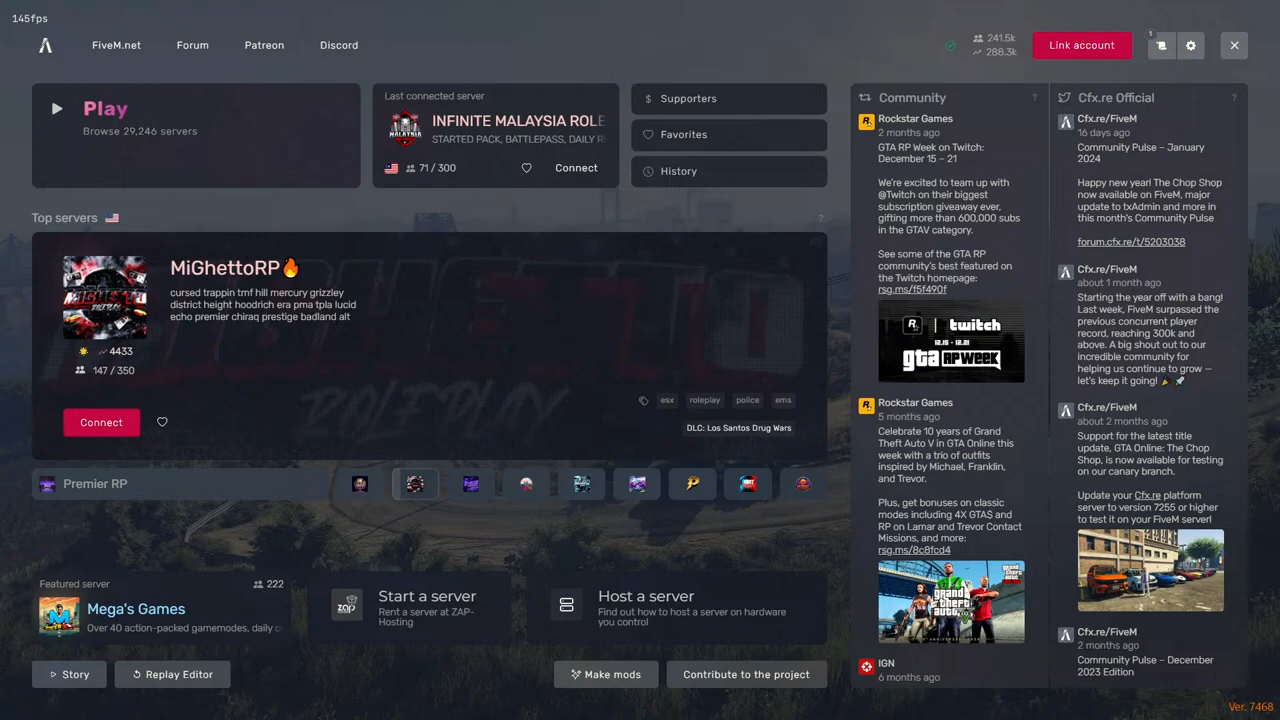 145fps
FiveM.net
Forum
Patreon
Discord
241.5k
288.3k
Link account
1
Play
Browse 29,246 servers
Last connected server
INFINITE MALAYSIA ROLE
STARTED PACK, BATTLEPASS, DAILY R
71 / 300
Connect
Supporters
Favorites
History
Top servers
?
MiGhettoRP🔥
cursed trappin tmf hill mercury grizzley
district height hoodrich era pma tpla lucid
echo premier chiraq prestige badland alt
4433
147 / 350
Connect
esx
roleplay
police
ems
DLC: Los Santos Drug Wars
Premier RP
Featured server
222
Mega's Games
Over 40 action-packed gamemodes, daily c
Start a server
Rent a server at ZAP-
Hosting
Host a server
Find out how to host a server on hardware
you control
Story
Replay Editor
Make mods
Contribute to the project
Community
?
Rockstar Games
2 months ago
GTA RP Week on Twitch:
December 15 – 21
We're excited to team up with
@Twitch on their biggest
subscription giveaway ever,
gifting more than 600,000 subs
in the GTAV category.
See some of the GTA RP
community's best featured on
the Twitch homepage:
rsg.ms/f5f490f
twitch
12.15 - 12.21
gta RP WEEK
Rockstar Games
5 months ago
Celebrate 10 years of Grand
Theft Auto V in GTA Online this
week with a trio of outfits
inspired by Michael, Franklin,
and Trevor.
Plus, get bonuses on classic
modes including 4X GTA$ and
RP on Lamar and Trevor Contact
Missions, and more:
rsg.ms/8c8fcd4
grand
theft
auto
IGN
6 months ago
Cfx.re Official
?
Cfx.re/FiveM
16 days ago
Community Pulse – January
2024
Happy new year! The Chop Shop
now available on FiveM, major
update to txAdmin and more in
this month's Community Pulse
forum.cfx.re/t/5203038
Cfx.re/FiveM
about 1 month ago
Starting the year off with a bang!
Last week, FiveM surpassed the
previous concurrent player
record, reaching 300k and
above. A big shout out to our
incredible community for
helping us continue to grow —
let's keep it going! 🎉 🚀
Cfx.re/FiveM
about 2 months ago
Support for the latest title
update, GTA Online: The Chop
Shop, is now available for testing
on our canary branch.
Update your Cfx.re platform
server to version 7255 or higher
to test it on your FiveM server!
Cfx.re/FiveM
2 months ago
Community Pulse – December
2023 Edition
Ver. 7468